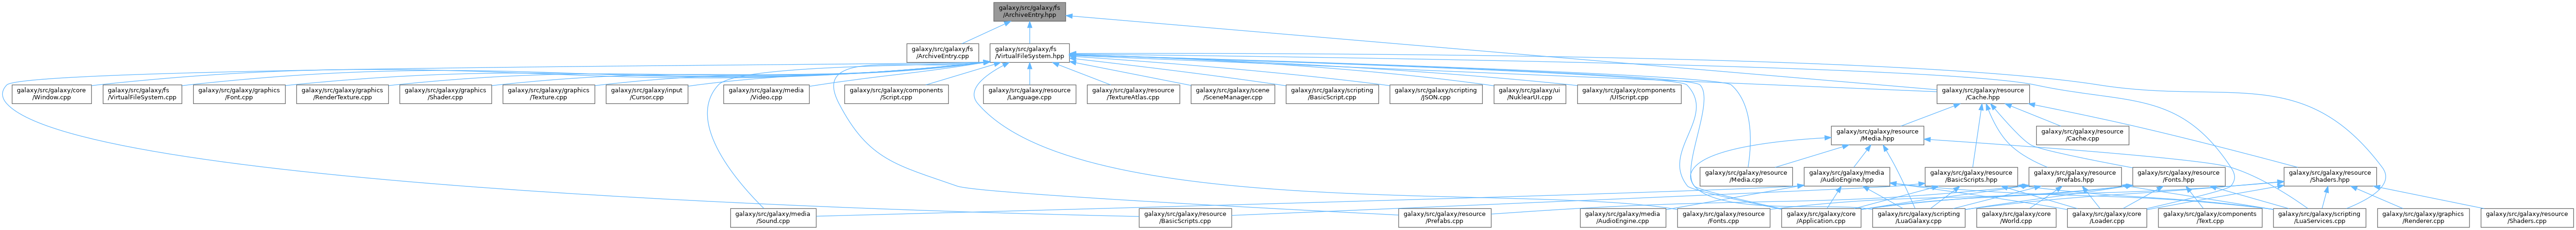 galaxy/src/galaxy/fs
/ArchiveEntry.hpp
galaxy/src/galaxy/fs
/ArchiveEntry.cpp
galaxy/src/galaxy/fs
/VirtualFileSystem.hpp
galaxy/src/galaxy/core
/Window.cpp
galaxy/src/galaxy/fs
/VirtualFileSystem.cpp
galaxy/src/galaxy/graphics
/Font.cpp
galaxy/src/galaxy/graphics
/RenderTexture.cpp
galaxy/src/galaxy/graphics
/Shader.cpp
galaxy/src/galaxy/graphics
/Texture.cpp
galaxy/src/galaxy/input
/Cursor.cpp
galaxy/src/galaxy/media
/Video.cpp
galaxy/src/galaxy/components
/Script.cpp
galaxy/src/galaxy/resource
/Language.cpp
galaxy/src/galaxy/resource
/TextureAtlas.cpp
galaxy/src/galaxy/scene
/SceneManager.cpp
galaxy/src/galaxy/scripting
/BasicScript.cpp
galaxy/src/galaxy/scripting
/JSON.cpp
galaxy/src/galaxy/ui
/NuklearUI.cpp
galaxy/src/galaxy/components
/UIScript.cpp
galaxy/src/galaxy/resource
/Cache.hpp
galaxy/src/galaxy/resource
/Media.hpp
galaxy/src/galaxy/resource
/Cache.cpp
galaxy/src/galaxy/resource
/Media.cpp
galaxy/src/galaxy/media
/AudioEngine.hpp
galaxy/src/galaxy/resource
/BasicScripts.hpp
galaxy/src/galaxy/resource
/Prefabs.hpp
galaxy/src/galaxy/resource
/Fonts.hpp
galaxy/src/galaxy/resource
/Shaders.hpp
galaxy/src/galaxy/media
/Sound.cpp
galaxy/src/galaxy/resource
/BasicScripts.cpp
galaxy/src/galaxy/resource
/Prefabs.cpp
galaxy/src/galaxy/media
/AudioEngine.cpp
galaxy/src/galaxy/resource
/Fonts.cpp
galaxy/src/galaxy/core
/Application.cpp
galaxy/src/galaxy/scripting
/LuaGalaxy.cpp
galaxy/src/galaxy/core
/World.cpp
galaxy/src/galaxy/core
/Loader.cpp
galaxy/src/galaxy/components
/Text.cpp
galaxy/src/galaxy/scripting
/LuaServices.cpp
galaxy/src/galaxy/graphics
/Renderer.cpp
galaxy/src/galaxy/resource
/Shaders.cpp